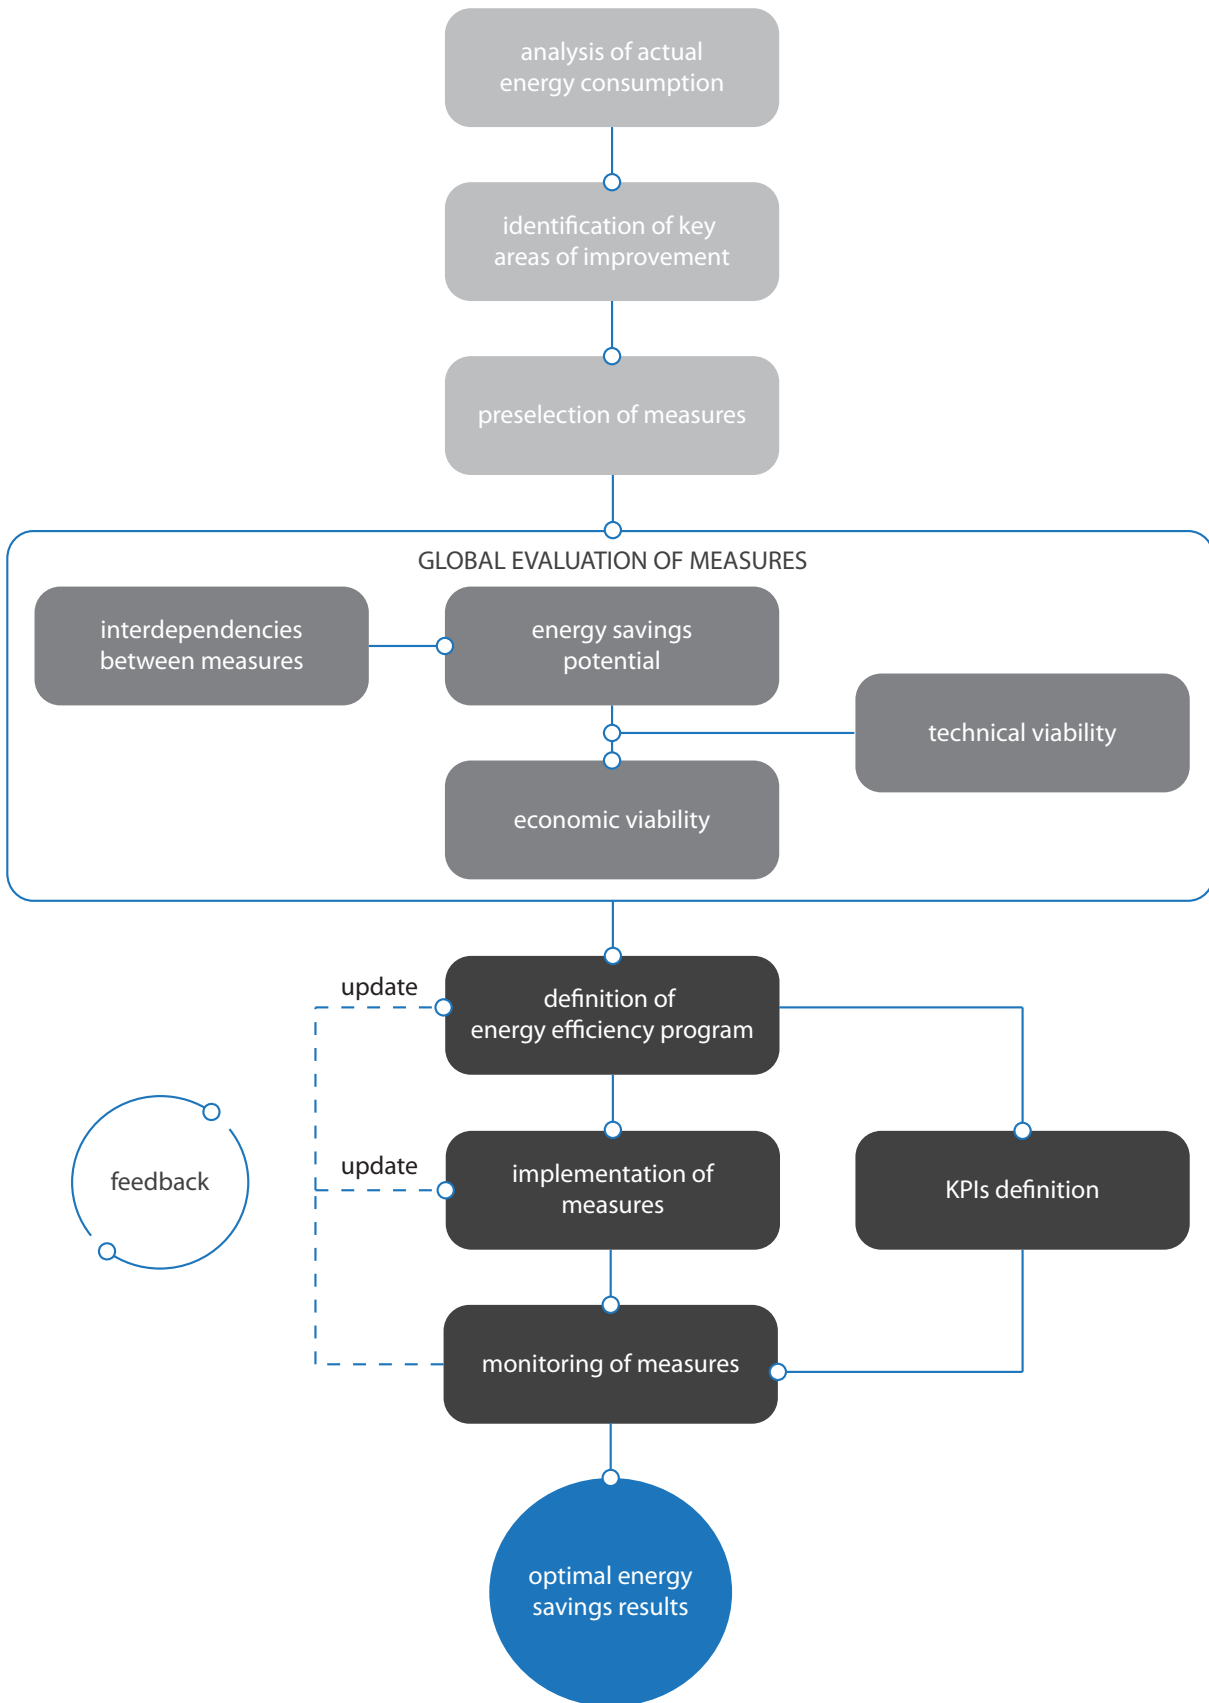 analysis of actual
energy consumption
identification of key
areas of improvement
preselection of measures
GLOBAL EVALUATION OF MEASURES
interdependencies
between measures
energy savings
potential
technical viability
economic viability
update
definition of
energy efficiency program
feedback
update
implementation of
measures
KPIs definition
monitoring of measures
optimal energy
savings results